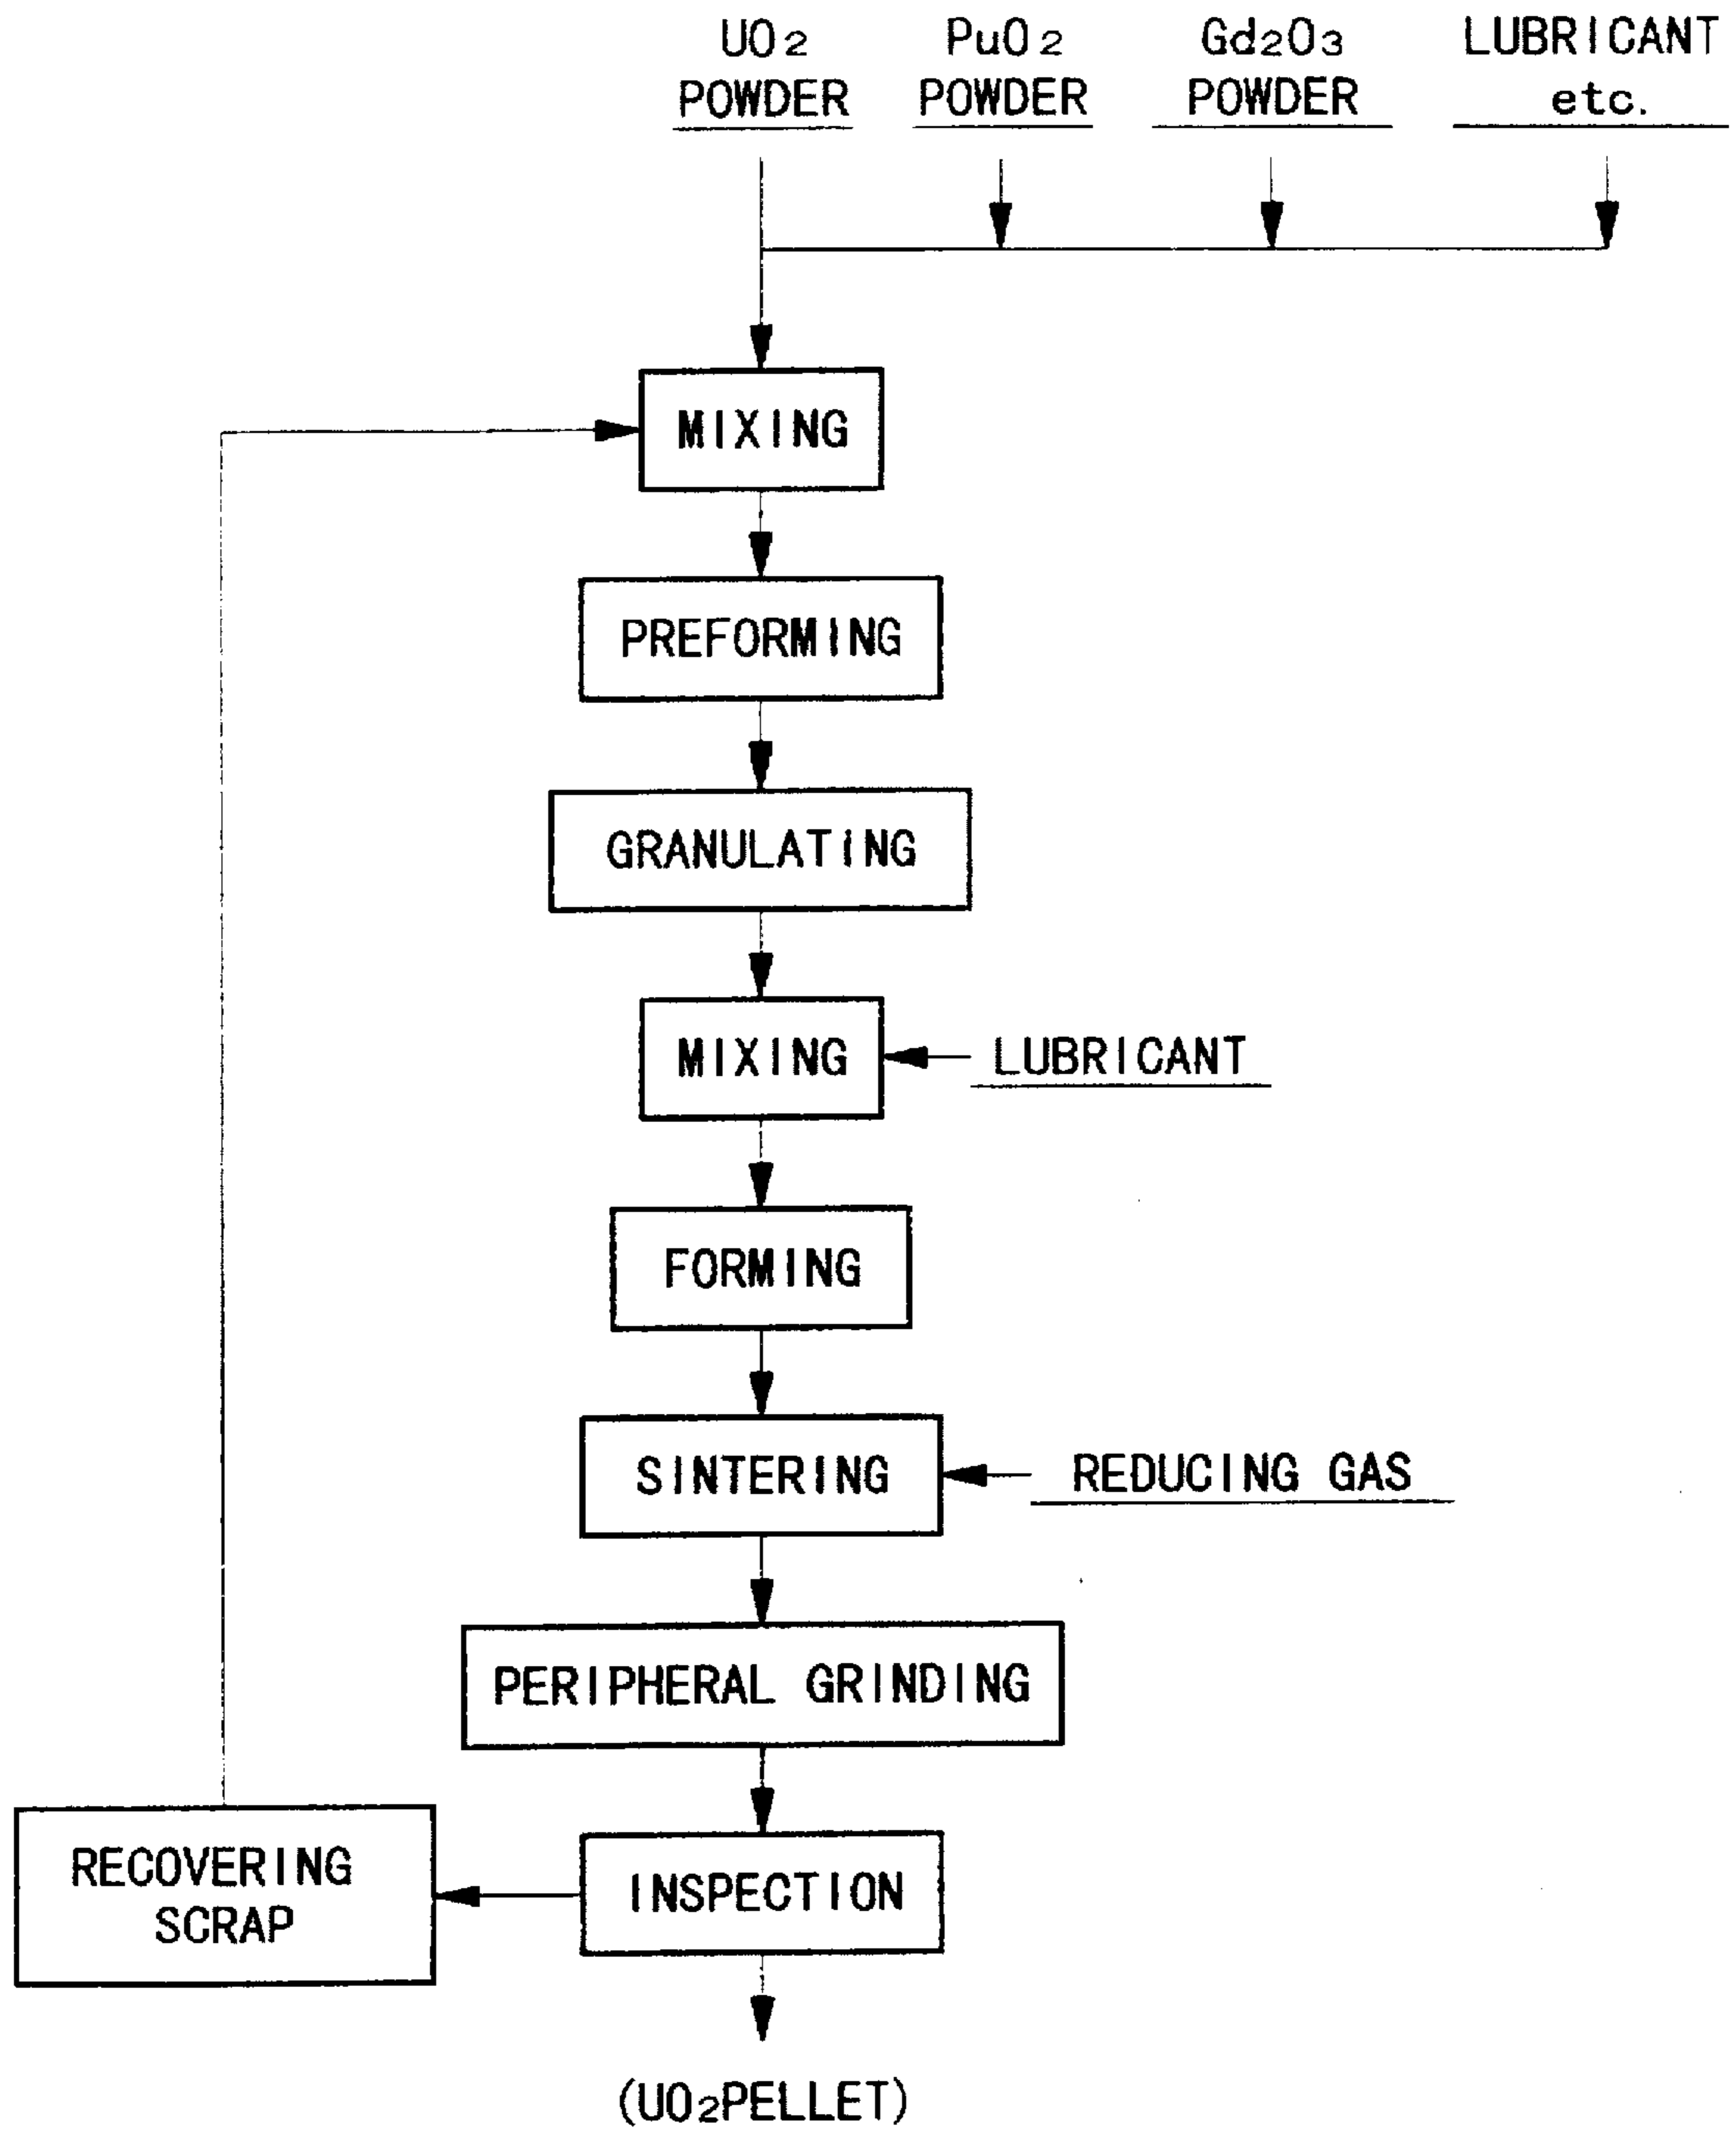 UO₂
POWDER
PuO₂
POWDER
Gd₂O₃
POWDER
LUBRICANT
etc.
MIXING
PREFORMING
GRANULATING
MIXING
LUBRICANT
FORMING
SINTERING
REDUCING GAS
PERIPHERAL GRINDING
RECOVERING
SCRAP
INSPECTION
(UO₂PELLET)